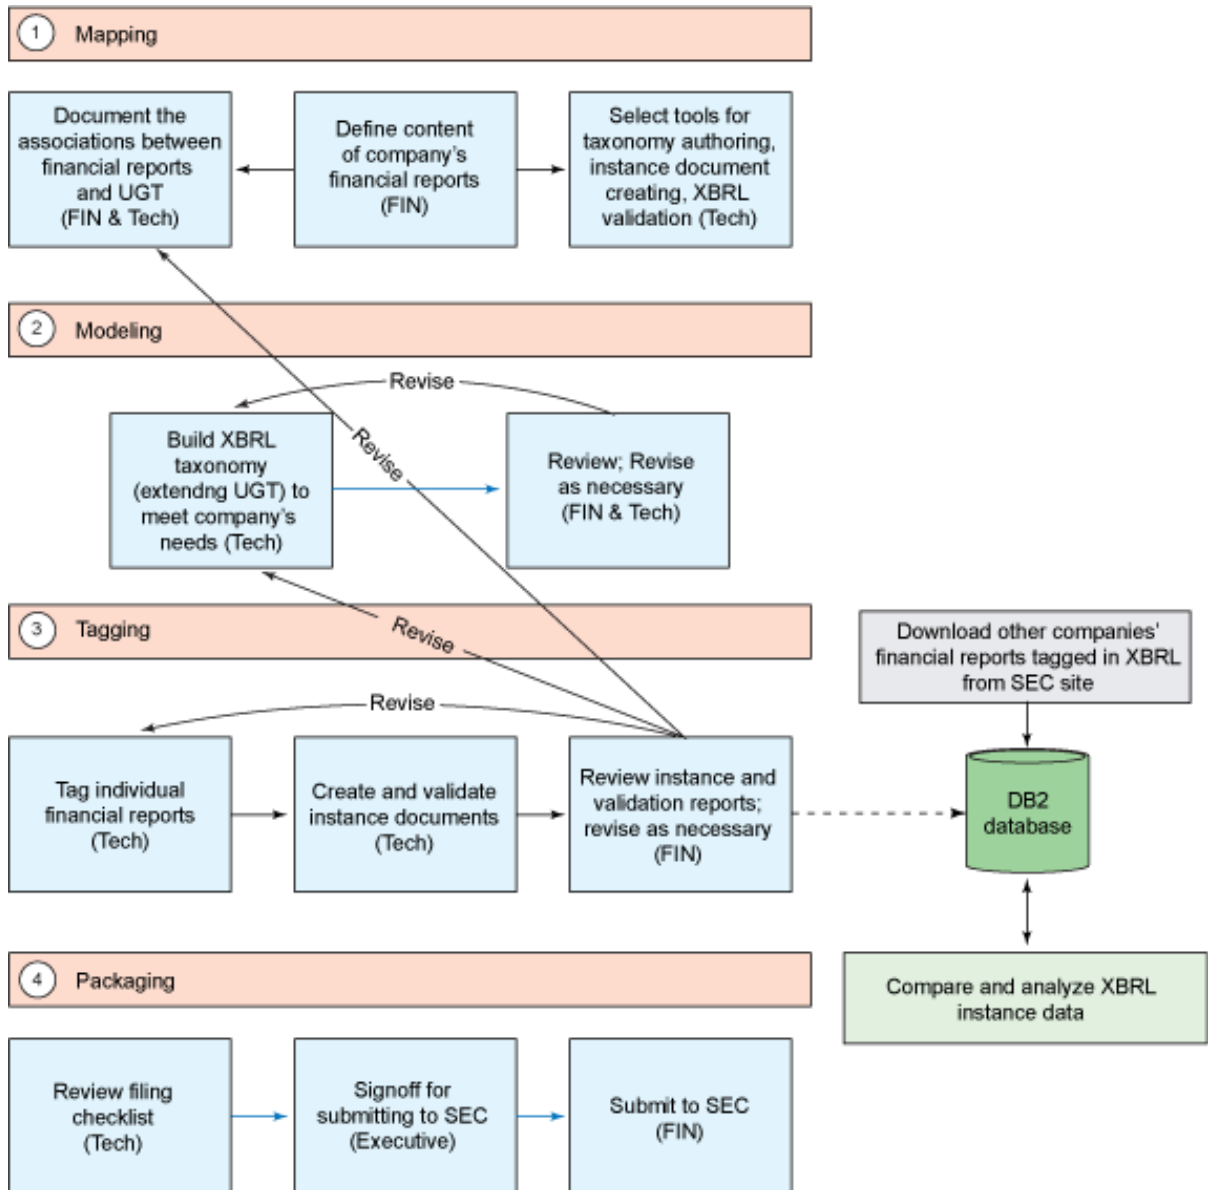 1 Mapping
Document the
associations between
financial reports
and UGT
(FIN & Tech)
Define content
of company's
financial reports
(FIN)
Select tools for
taxonomy authoring,
instance document
creating, XBRL
validation (Tech)
2 Modeling
Revise
Build XBRL
taxonomy
(extendng UGT) to
meet company's
needs (Tech)
Revise
Review; Revise
as necessary
(FIN & Tech)
3 Tagging
Revise
Download other companies'
financial reports tagged in XBRL
from SEC site
Revise
Tag individual
financial reports
(Tech)
Create and validate
instance documents
(Tech)
Review instance and
validation reports;
revise as necessary
(FIN)
DB2
database
4 Packaging
Compare and analyze XBRL
instance data
Review filing
checklist
(Tech)
Signoff for
submitting to SEC
(Executive)
Submit to SEC
(FIN)